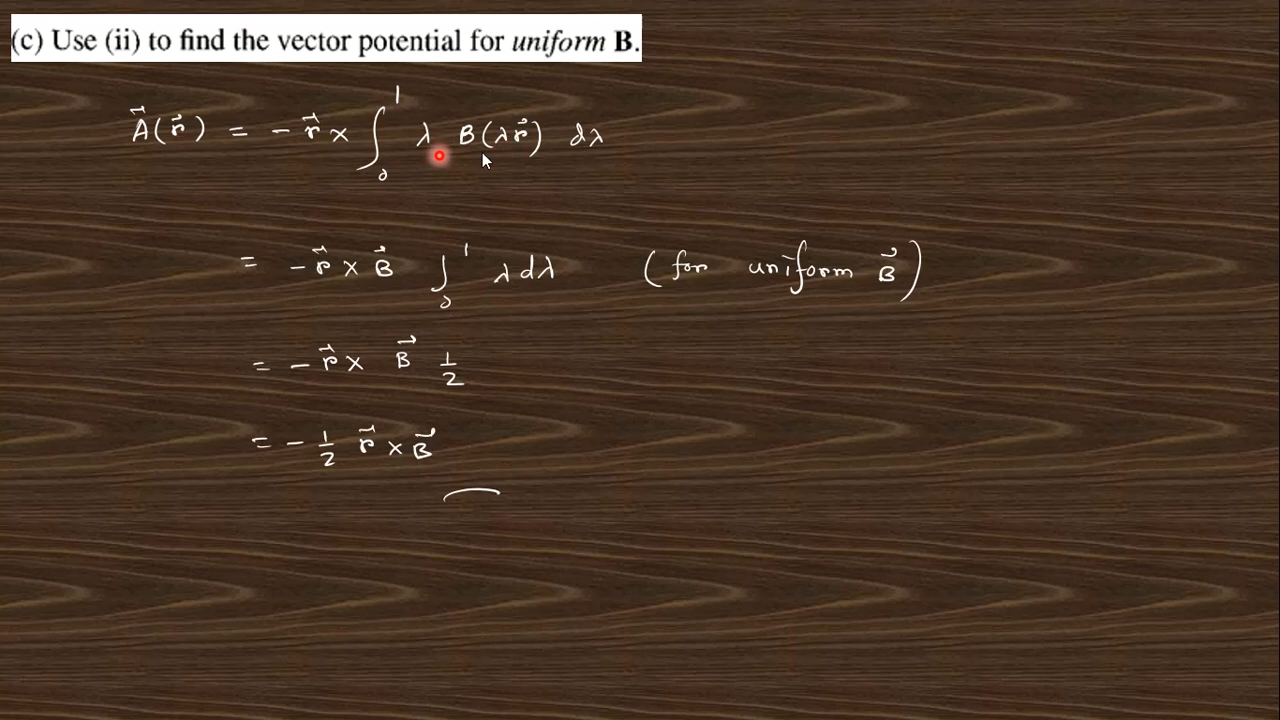 (c) Use (ii) to find the vector potential for uniform B.
A⃗(r⃗) = - r⃗ × ∫₀¹ λ B(λr⃗) dλ
= - r⃗ × B⃗ ∫₀¹ λ dλ (for uniform B⃗)
= - r⃗ × B⃗ 1/2
= - 1/2 r⃗ × B⃗